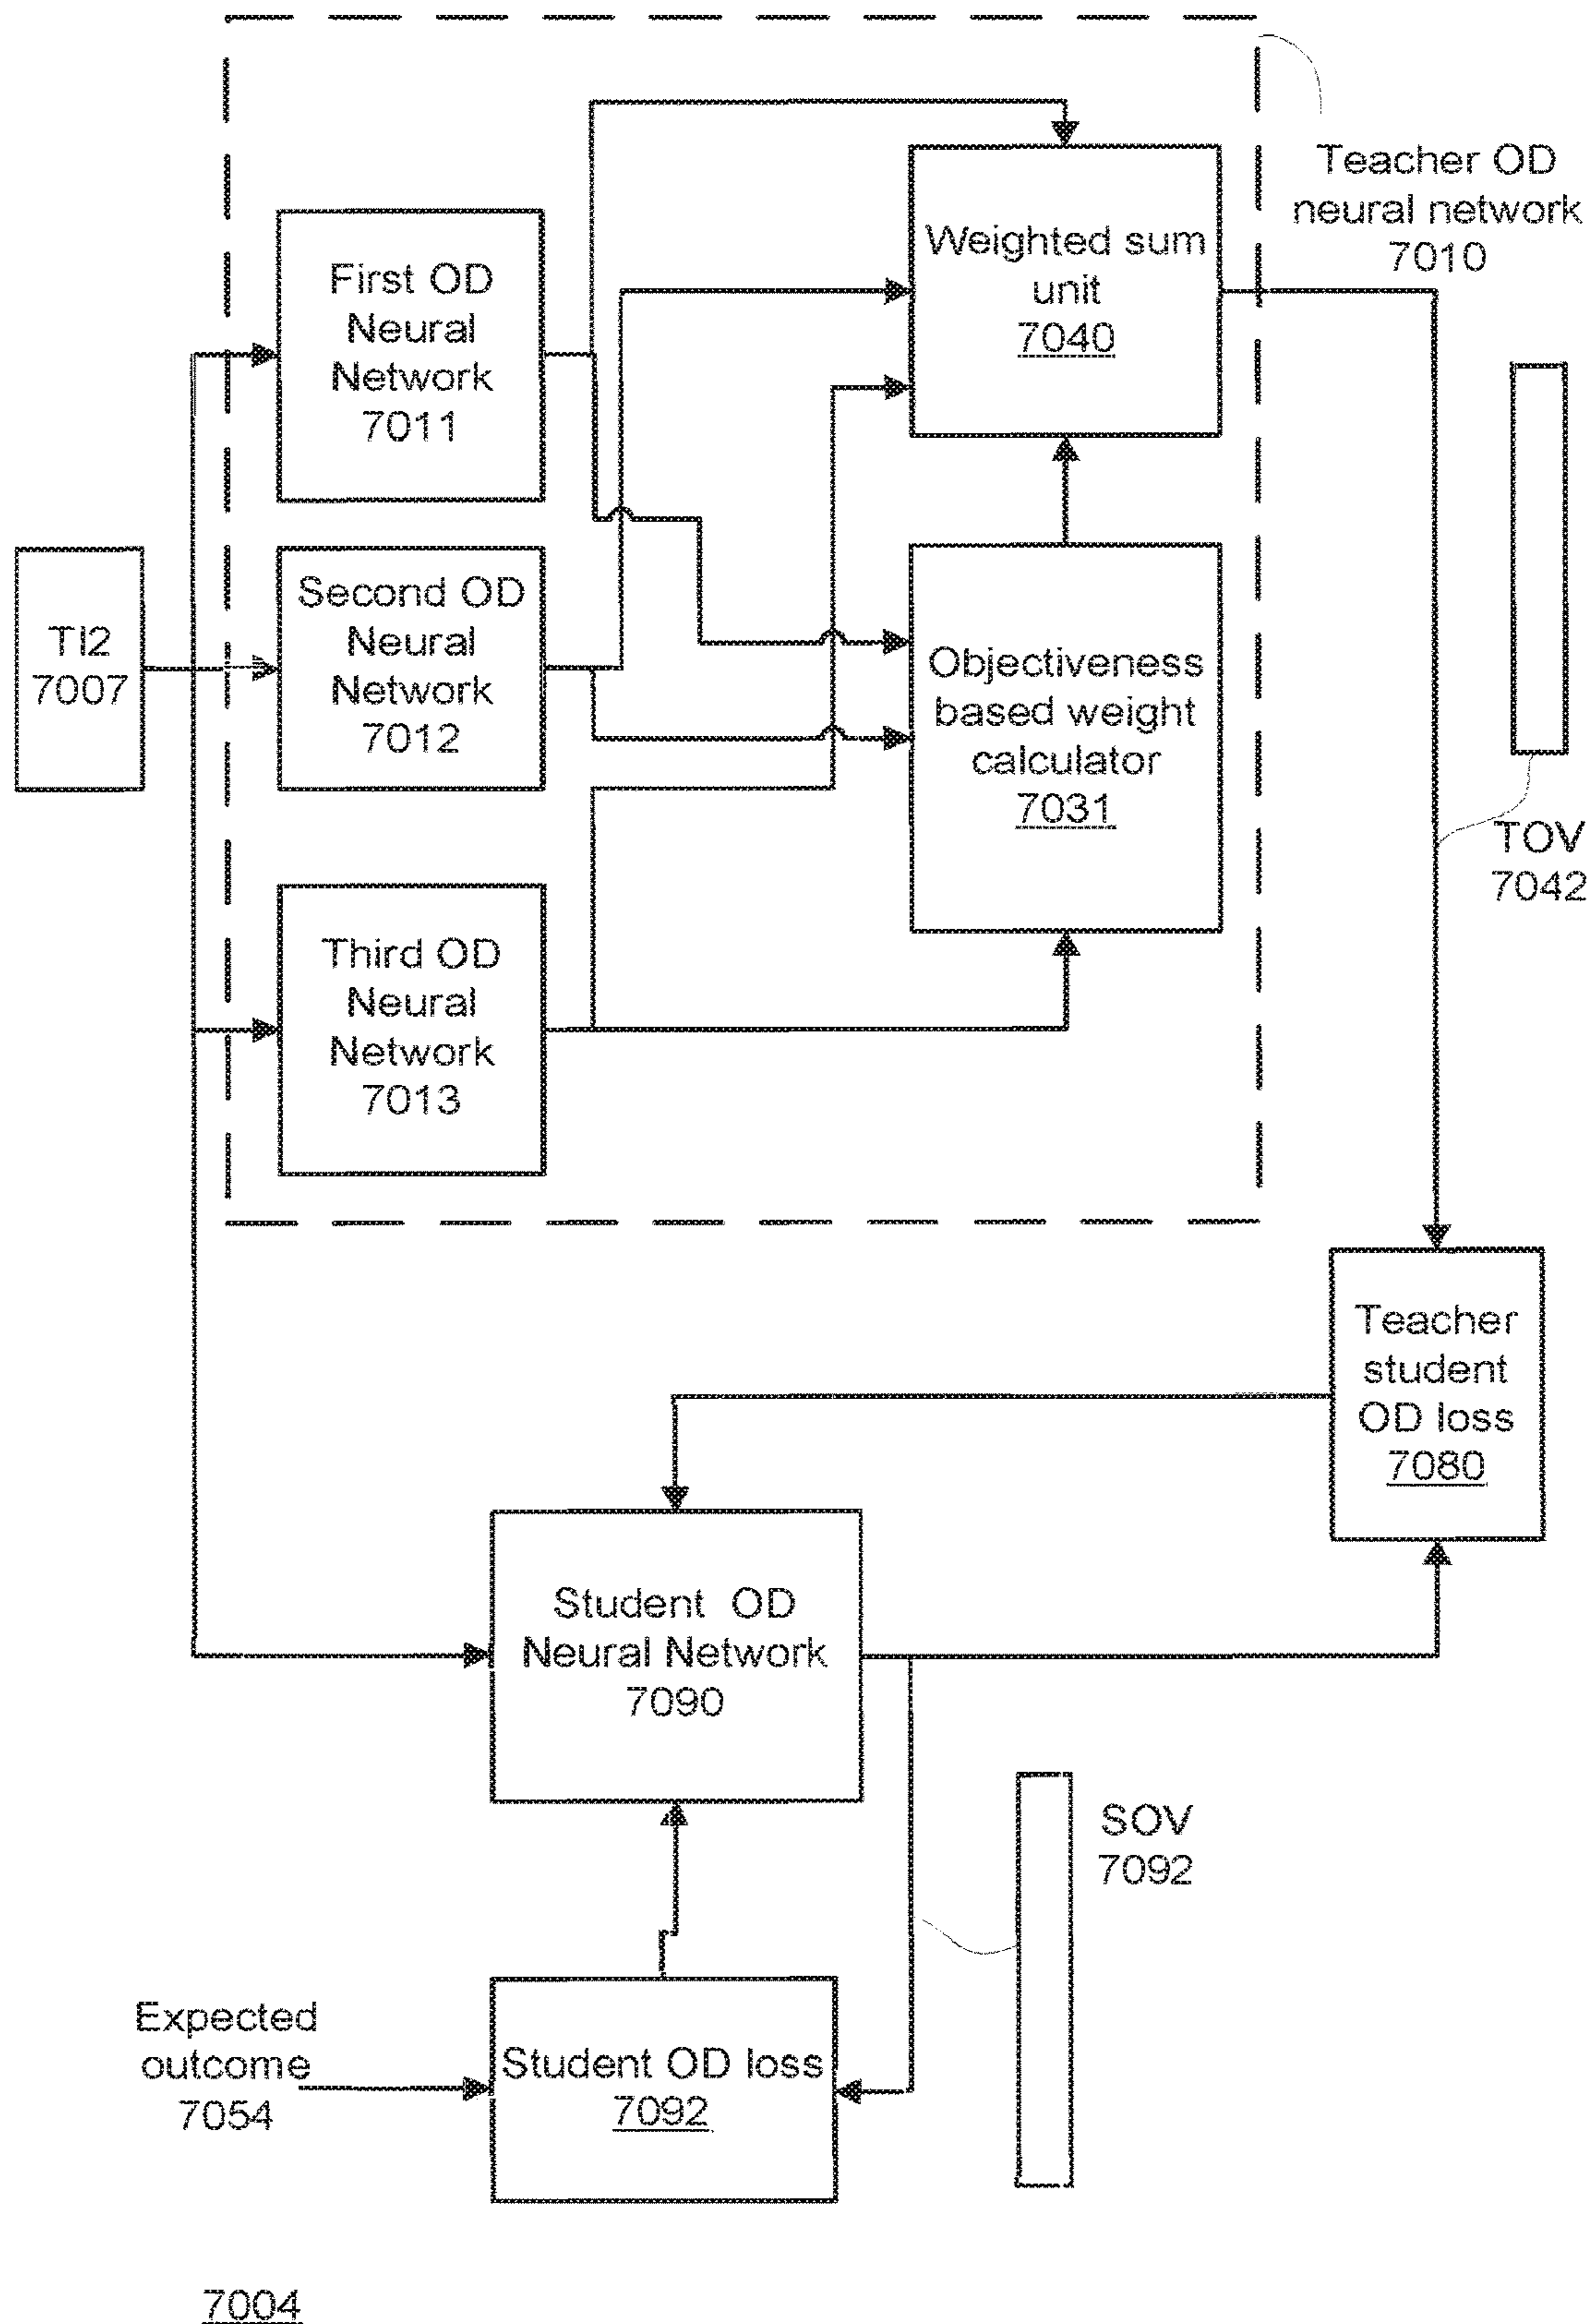 Teacher OD
neural network
7010
Weighted sum
unit
7040
First OD
Neural
Network
7011
TI2
7007
Second OD
Neural
Network
7012
Objectiveness
based weight
calculator
7031
TOV
7042
Third OD
Neural
Network
7013
Teacher
student
OD loss
7080
Student OD
Neural Network
7090
SOV
7092
Expected
outcome
7054
Student OD loss
7092
7004